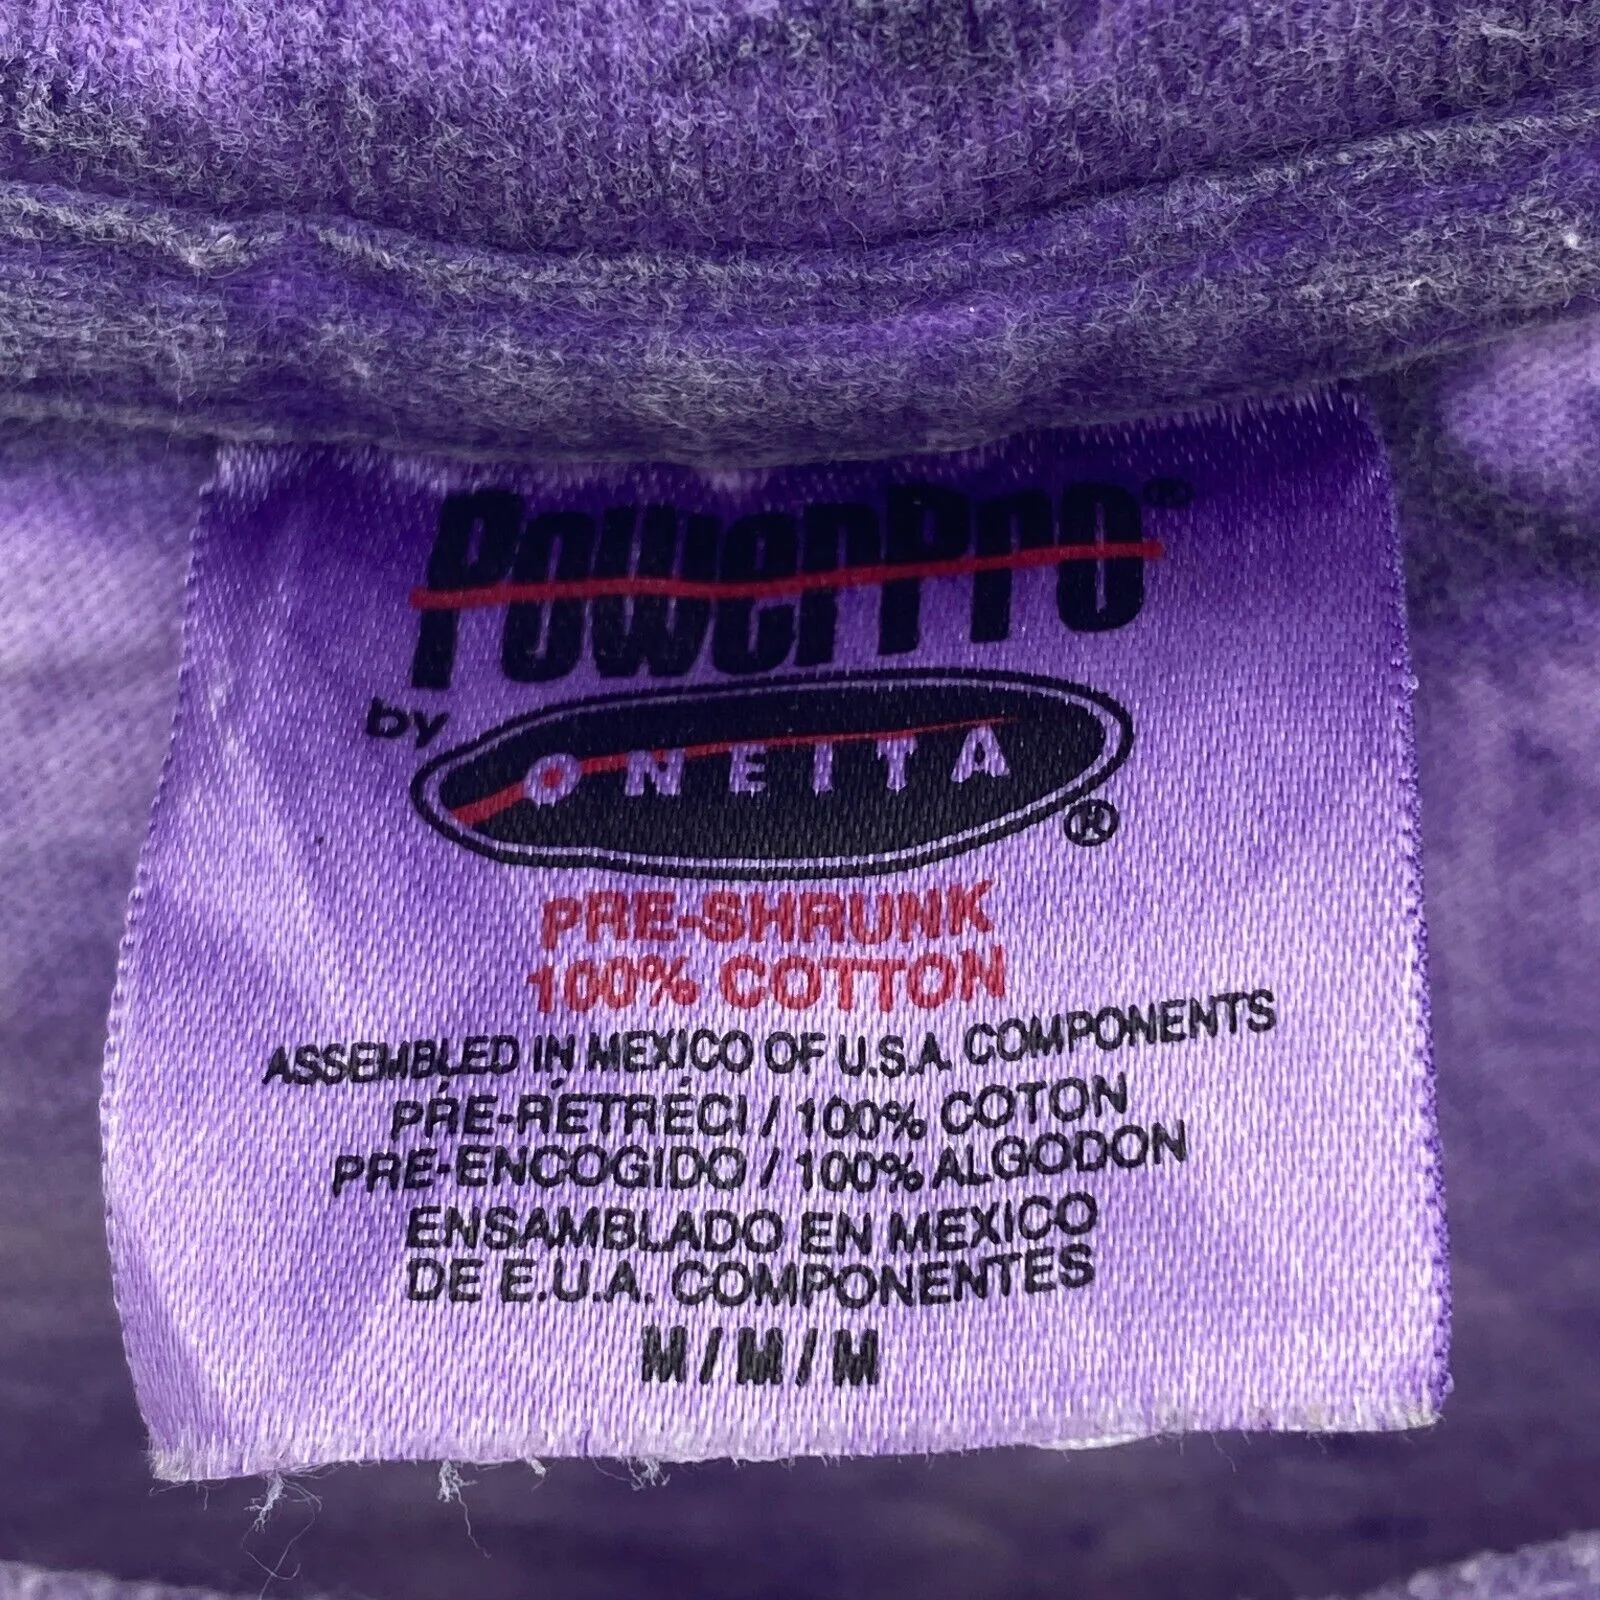 PowerPro®
by ONEITA ®
PRE-SHRUNK
100% COTTON
ASSEMBLED IN MEXICO OF U.S.A. COMPONENTS
PRÉ-RÉTRÉCI / 100% COTON
PRE-ENCOGIDO / 100% ALGODON
ENSAMBLADO EN MEXICO
DE E.U.A. COMPONENTES
M / M / M